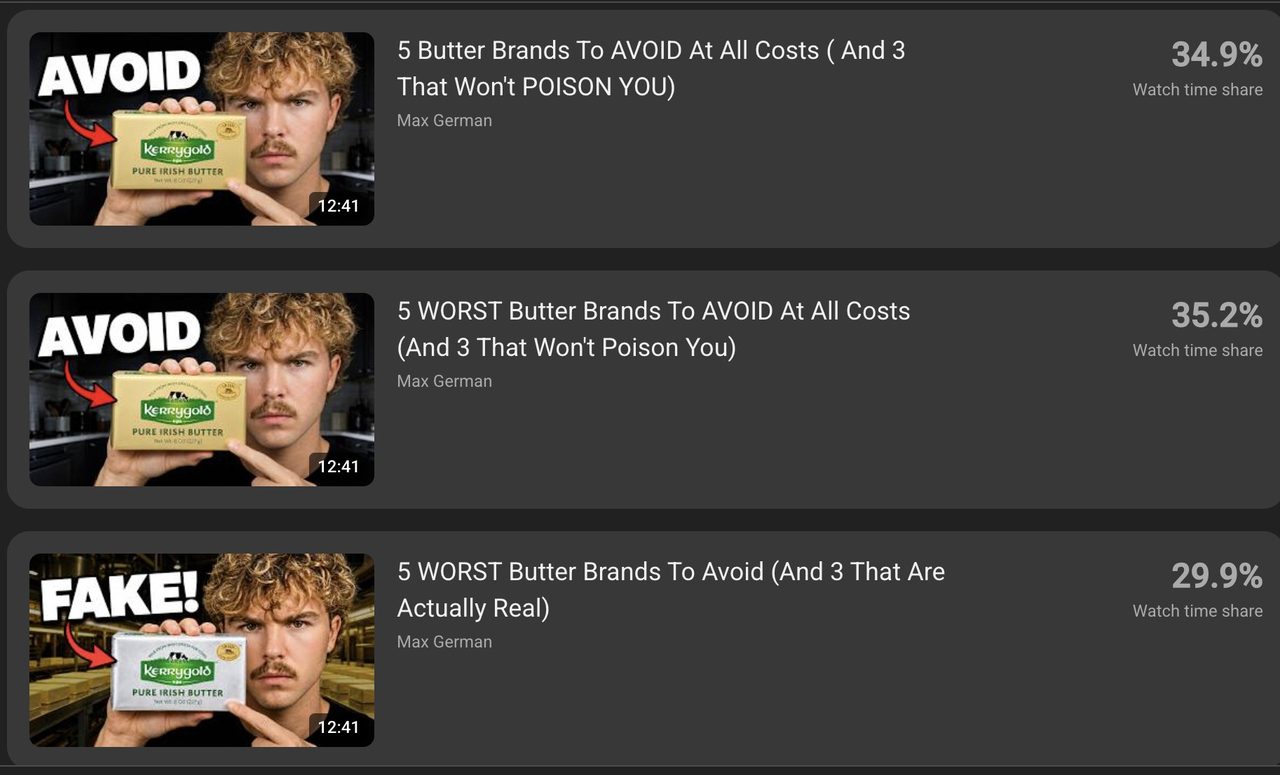 AVOID
Kerrygold
PURE IRISH BUTTER
12:41
5 Butter Brands To AVOID At All Costs ( And 3
That Won't POISON YOU)
Max German
34.9%
Watch time share
AVOID
Kerrygold
PURE IRISH BUTTER
12:41
5 WORST Butter Brands To AVOID At All Costs
(And 3 That Won't Poison You)
Max German
35.2%
Watch time share
FAKE!
Kerrygold
PURE IRISH BUTTER
12:41
5 WORST Butter Brands To Avoid (And 3 That Are
Actually Real)
Max German
29.9%
Watch time share